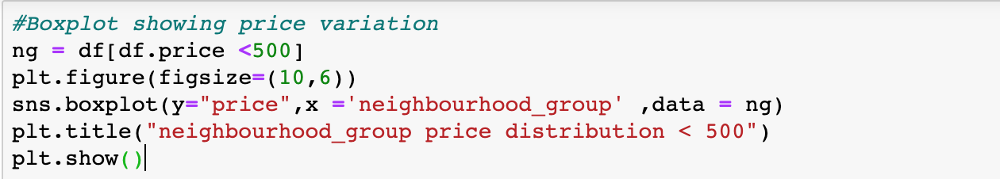 #Boxplot showing price variation
ng = df[df.price <500]
plt.figure(figsize=(10,6))
sns.boxplot(y="price",x ='neighbourhood_group' ,data = ng)
plt.title("neighbourhood_group price distribution < 500")
plt.show()